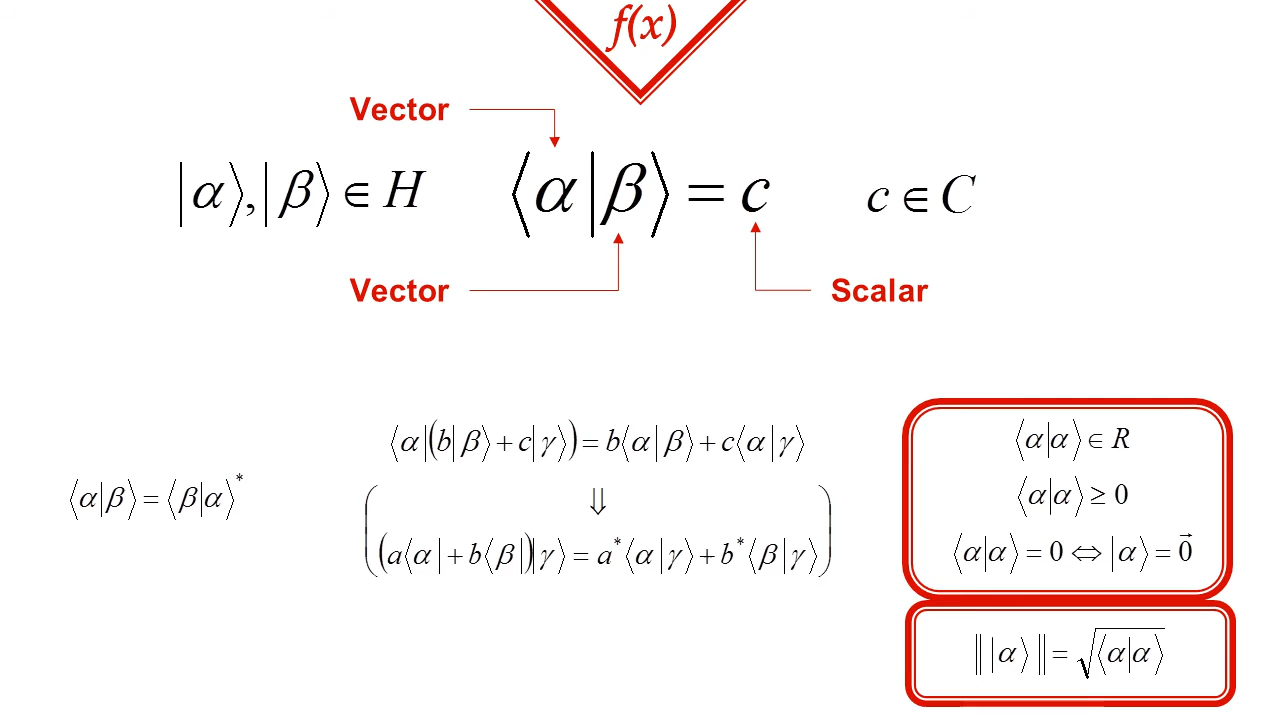 f(x)
Vector
|α⟩,|β⟩ ∈ H
⟨α|β⟩ = c
c ∈ C
Vector
Scalar
⟨α|β⟩ = ⟨β|α⟩*
⟨α|(b|β⟩ + c|γ⟩) = b⟨α|β⟩ + c⟨α|γ⟩
⇓
(a⟨α| + b⟨β|)|γ⟩ = a*⟨α|γ⟩ + b*⟨β|γ⟩
⟨α|α⟩ ∈ R
⟨α|α⟩ ≥ 0
⟨α|α⟩ = 0 ⇔ |α⟩ = 0⃗
‖|α⟩‖ = √⟨α|α⟩